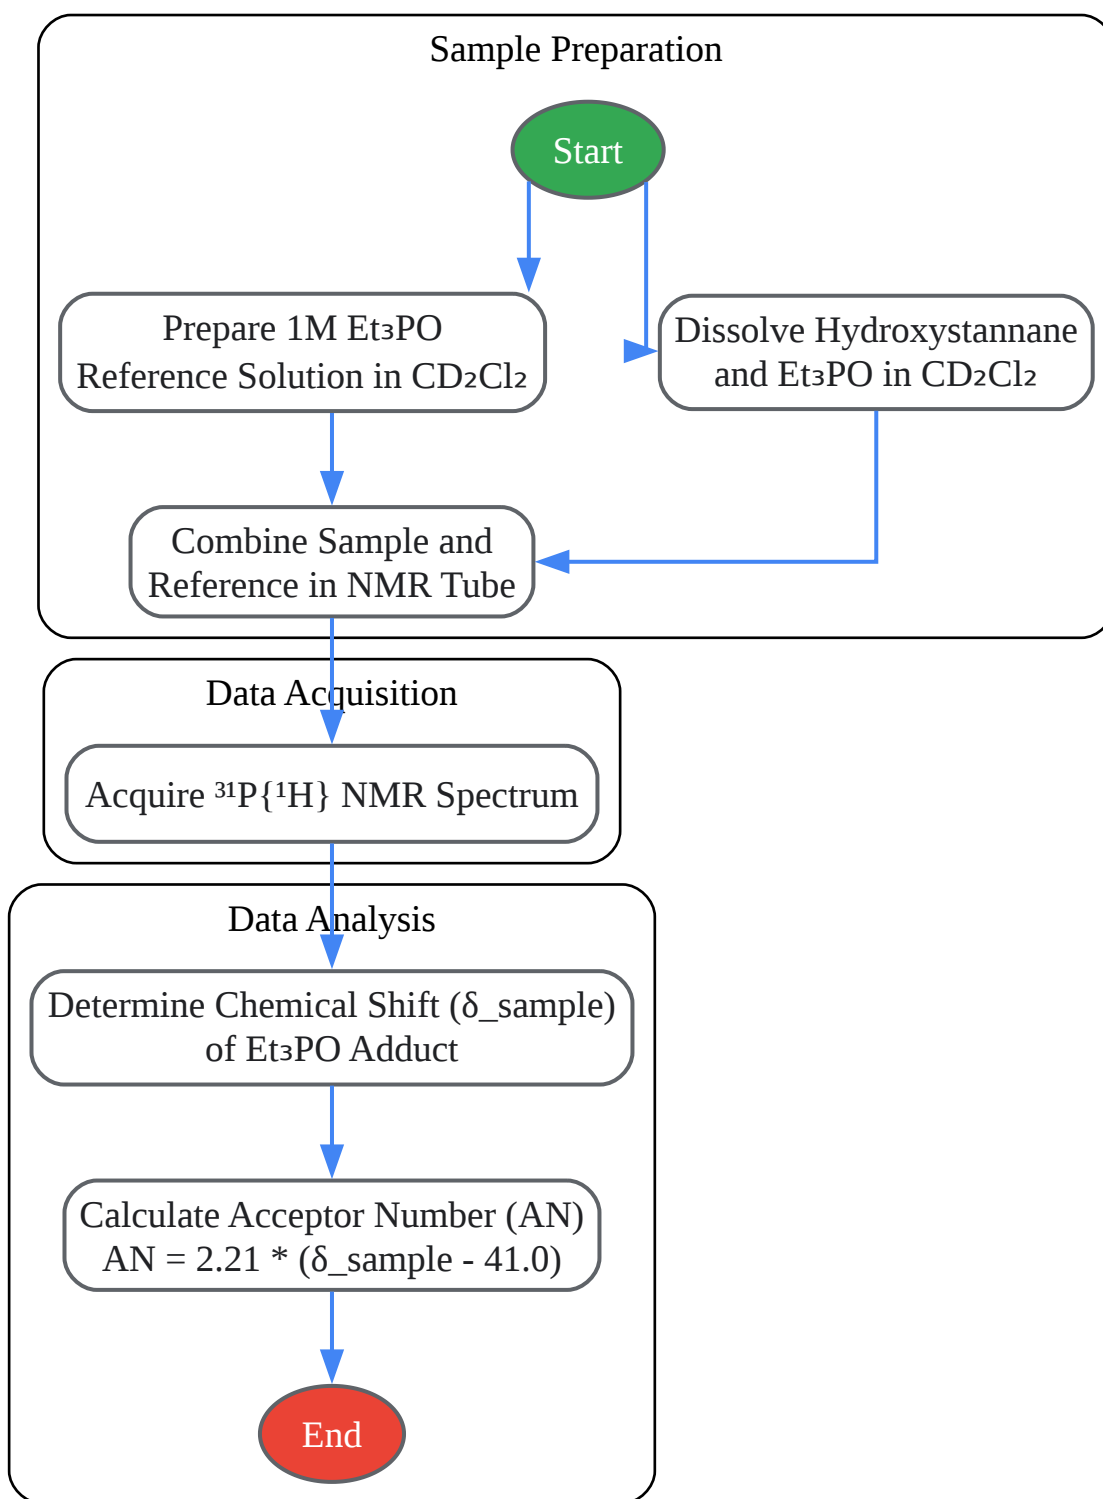 Sample Preparation
Start
Prepare 1M Et₃PO
Reference Solution in CD₂Cl₂
Dissolve Hydroxystannane
and Et₃PO in CD₂Cl₂
Combine Sample and
Reference in NMR Tube
Data Acquisition
Acquire ³¹P{¹H} NMR Spectrum
Data Analysis
Determine Chemical Shift (δ_sample)
of Et₃PO Adduct
Calculate Acceptor Number (AN)
AN = 2.21 * (δ_sample - 41.0)
End